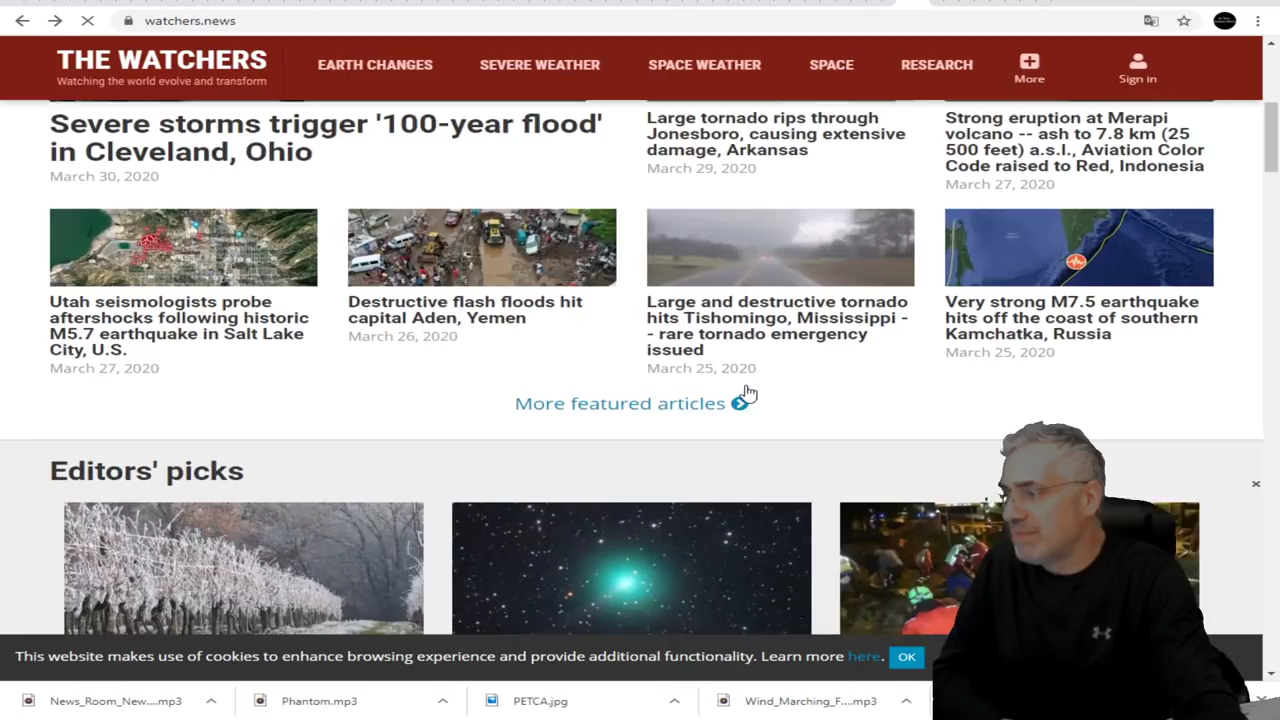 watchers.news
THE WATCHERS
Watching the world evolve and transform
EARTH CHANGES
SEVERE WEATHER
SPACE WEATHER
SPACE
RESEARCH
More
Sign in
Severe storms trigger '100-year flood'
in Cleveland, Ohio
March 30, 2020
Large tornado rips through
Jonesboro, causing extensive
damage, Arkansas
March 29, 2020
Strong eruption at Merapi
volcano -- ash to 7.8 km (25
500 feet) a.s.l., Aviation Color
Code raised to Red, Indonesia
March 27, 2020
Utah seismologists probe
aftershocks following historic
M5.7 earthquake in Salt Lake
City, U.S.
March 27, 2020
Destructive flash floods hit
capital Aden, Yemen
March 26, 2020
Large and destructive tornado
hits Tishomingo, Mississippi -
- rare tornado emergency
issued
March 25, 2020
Very strong M7.5 earthquake
hits off the coast of southern
Kamchatka, Russia
March 25, 2020
More featured articles
Editors' picks
This website makes use of cookies to enhance browsing experience and provide additional functionality. Learn more here.
OK
News_Room_New....mp3
Phantom.mp3
PETCA.jpg
Wind_Marching_F....mp3